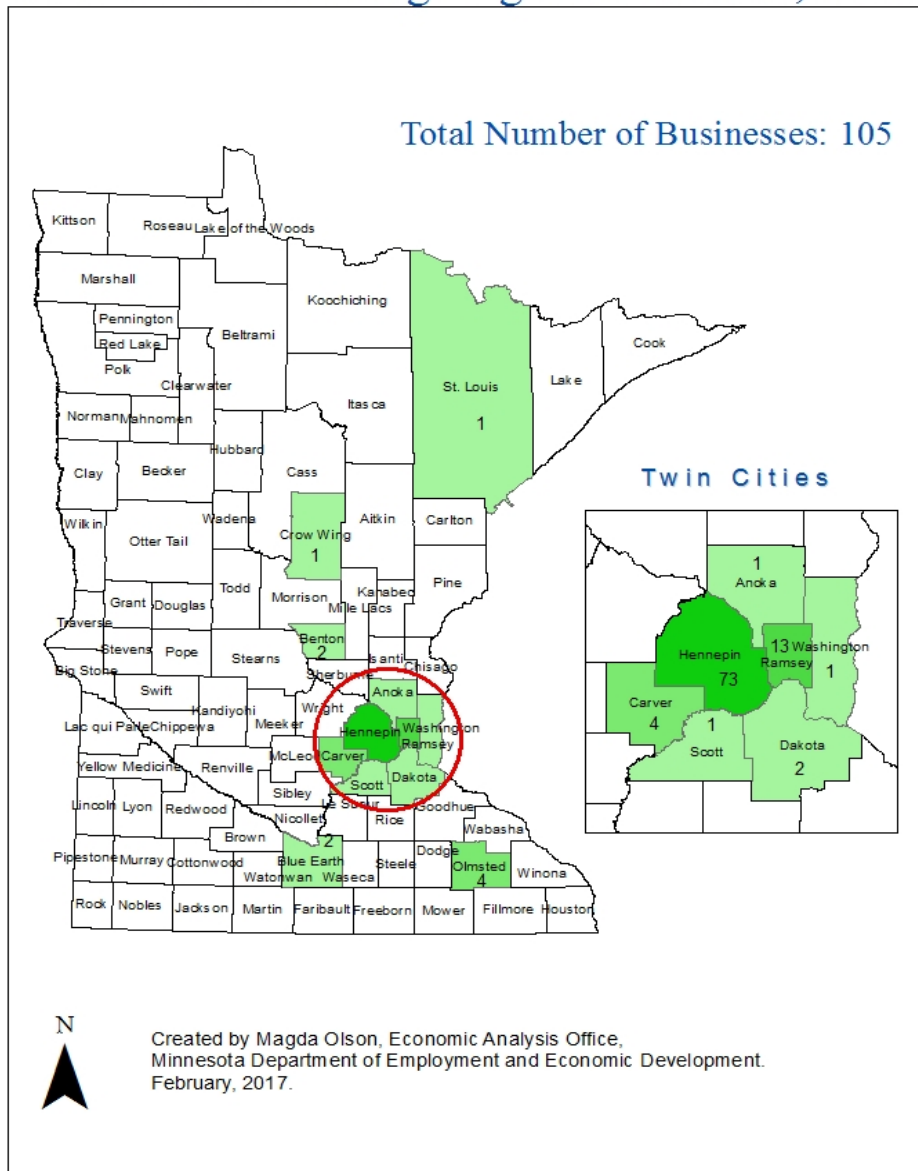 Total Number of Businesses: 105
Kittson
Roseau
Lake of the Woods
Marshall
Koochiching
Pennington
Red Lake
Beltrami
Polk
Clearwater
Cook
Lake
St. Louis
1
Itasca
Norman
Mahnomen
Hubbard
Cass
Clay
Becker
Twin Cities
Wadena
Aitkin
Carlton
Wilkin
Otter Tail
Crow Wing
1
Todd
Morrison
Kanabec
Pine
Mille Lacs
Grant
Douglas
Traverse
Stevens
Pope
Stearns
Benton
2
Isanti
Big Stone
Sherburne
Chisago
Swift
Anoka
Kandiyohi
Meeker
Wright
Lac qui Parle
Chippewa
Hennepin
Washington
Ramsey
McLeod
Carver
Yellow Medicine
Renville
Scott
Dakota
Sibley
Lincoln
Lyon
Redwood
Nicollet
Le Sueur
Rice
Goodhue
Wabasha
Brown
2
Blue Earth
Pipestone
Murray
Cottonwood
Watonwan
Waseca
Steele
Dodge
Olmsted
4
Winona
Rock
Nobles
Jackson
Martin
Faribault
Freeborn
Mower
Fillmore
Houston
1
Anoka
Hennepin
73
13
Ramsey
Washington
1
Carver
4
1
Scott
Dakota
2
N
Created by Magda Olson, Economic Analysis Office,
Minnesota Department of Employment and Economic Development.
February, 2017.